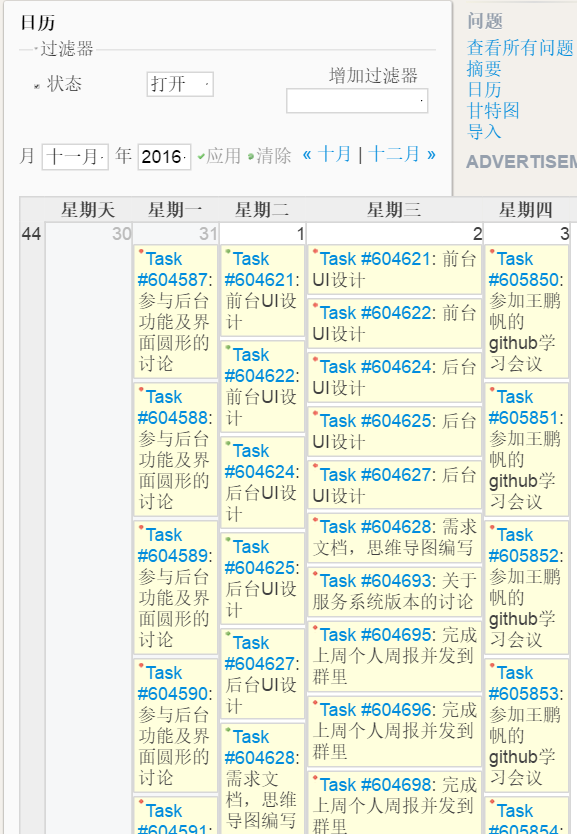 日历
过滤器
状态
打开
增加过滤器
月
十一月
年
2016
应用
清除
« 十月 | 十二月 »
问题
查看所有问题
摘要
日历
甘特图
导入
ADVERTISEM
星期天
星期一
星期二
星期三
星期四
44
30
31
1
2
3
Task
#604587:
参与后台
功能及界
面圆形的
讨论
Task
#604588:
参与后台
功能及界
面圆形的
讨论
Task
#604589:
参与后台
功能及界
面圆形的
讨论
Task
#604590:
参与后台
功能及界
面圆形的
讨论
Task
#604591:
Task
#604621:
前台UI设
计
Task
#604622:
前台UI设
计
Task
#604624:
后台UI设
计
Task
#604625:
后台UI设
计
Task
#604627:
后台UI设
计
Task
#604628:
需求文
档，思维
导图编写
Task #604621: 前台
UI设计
Task #604622: 前台
UI设计
Task #604624: 后台
UI设计
Task #604625: 后台
UI设计
Task #604627: 后台
UI设计
Task #604628: 需求
文档，思维导图编写
Task #604693: 关于
服务系统版本的讨论
Task #604695: 完成
上周个人周报并发到
群里
Task #604696: 完成
上周个人周报并发到
群里
Task #604698: 完成
上周个人周报并发到
群里
Task
#605850:
参加王鹏
帆的
github学
习会议
Task
#605851:
参加王鹏
帆的
github学
习会议
Task
#605852:
参加王鹏
帆的
github学
习会议
Task
#605853:
参加王鹏
帆的
github学
习会议
Task
#605854: